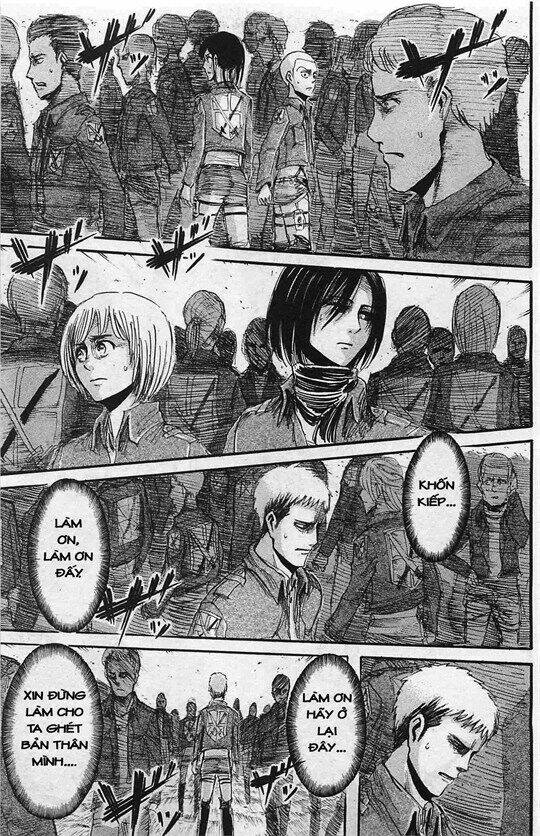 KHỐN
KIẾP...
LÀM
ƠN,
LÀM ƠN
ĐẤY.
LÀM ƠN
HÃY Ở
LẠI
ĐÂY...
XIN ĐỪNG
LÀM CHO
TA GHÉT
BẢN THÂN
MÌNH....